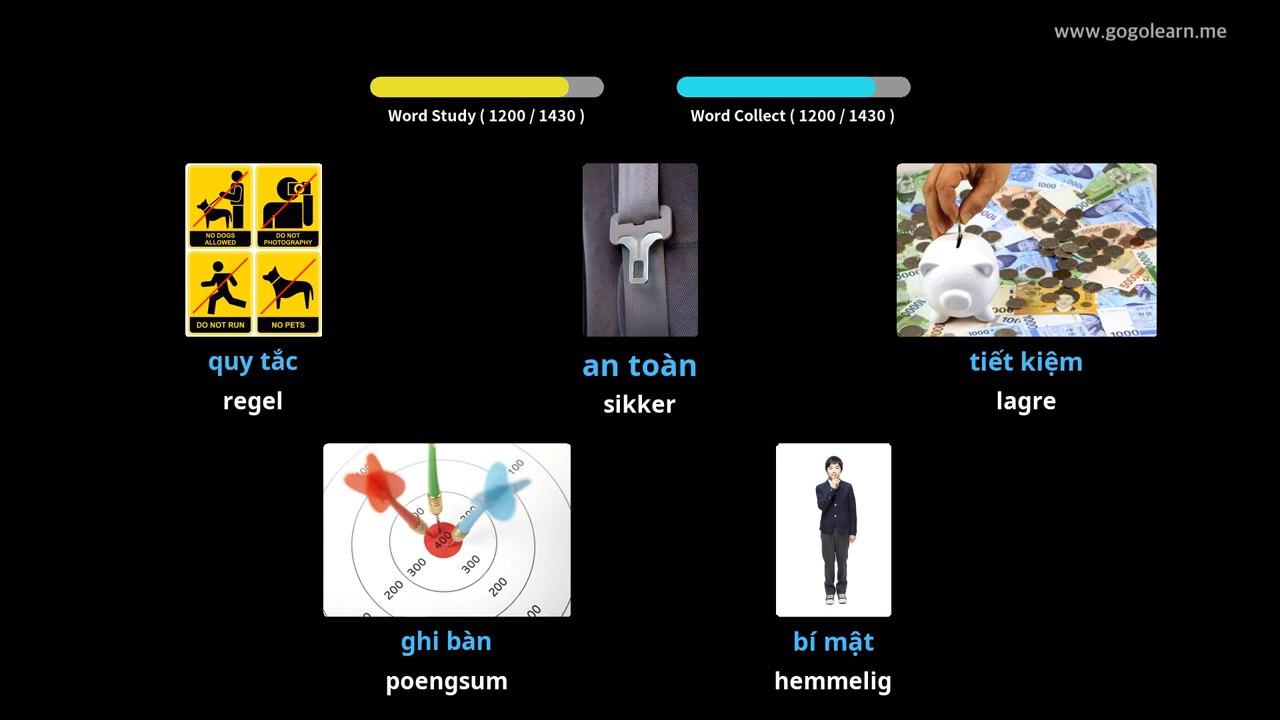 www.gogolearn.me
Word Study ( 1200 / 1430 )
Word Collect ( 1200 / 1430 )
NO DOGS
ALLOWED
DO NOT
PHOTOGRAPHY
DO NOT RUN
NO PETS
quy tắc
regel
an toàn
sikker
1000
1000
tiết kiệm
lagre
100
400
300
300
200
200
ghi bàn
poengsum
bí mật
hemmelig